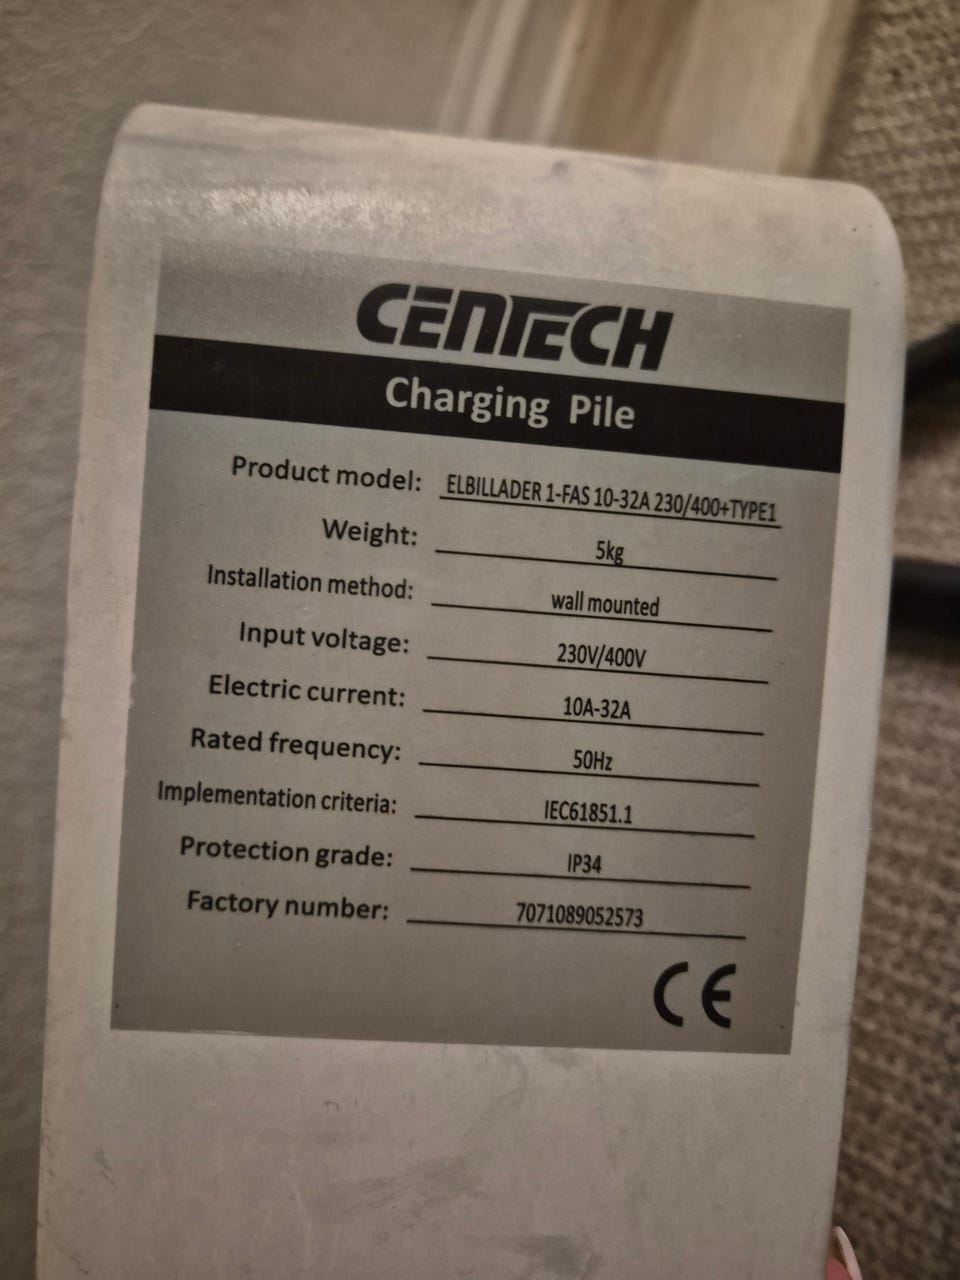 CENTECH
Charging Pile
Product model: ELBILLADER 1-FAS 10-32A 230/400+TYPE1
Weight: 5kg
Installation method: wall mounted
Input voltage: 230V/400V
Electric current: 10A-32A
Rated frequency: 50Hz
Implementation criteria: IEC61851.1
Protection grade: IP34
Factory number: 7071089052573
CE